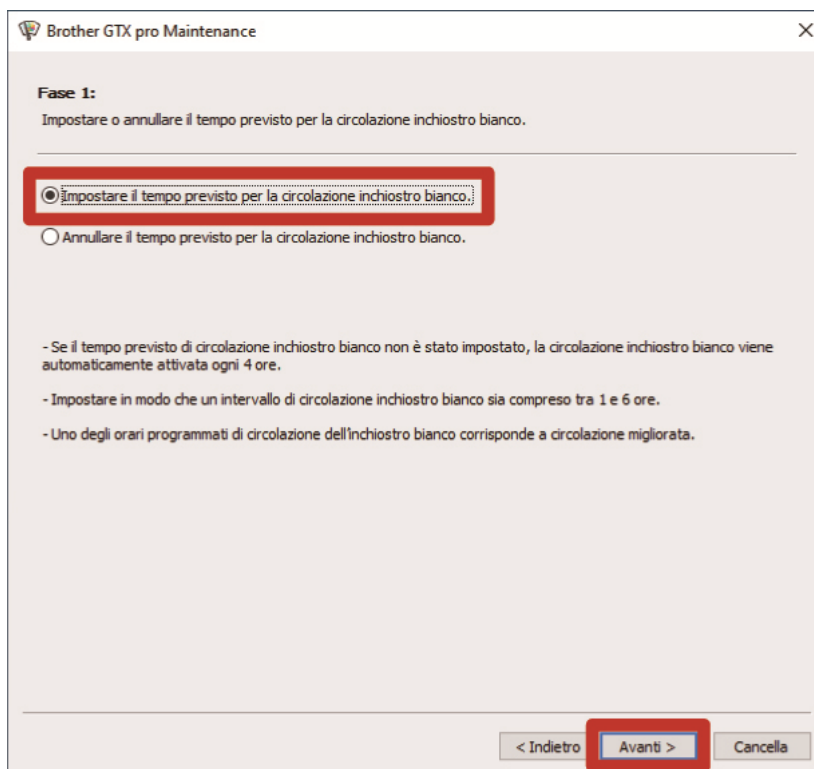 Brother GTX pro Maintenance
Fase 1:
Impostare o annullare il tempo previsto per la circolazione inchiostro bianco.
Impostare il tempo previsto per la circolazione inchiostro bianco.
Annullare il tempo previsto per la circolazione inchiostro bianco.
- Se il tempo previsto di circolazione inchiostro bianco non è stato impostato, la circolazione inchiostro bianco viene
automaticamente attivata ogni 4 ore.
- Impostare in modo che un intervallo di circolazione inchiostro bianco sia compreso tra 1 e 6 ore.
- Uno degli orari programmati di circolazione dell'inchiostro bianco corrisponde a circolazione migliorata.
< Indietro Avanti > Cancella